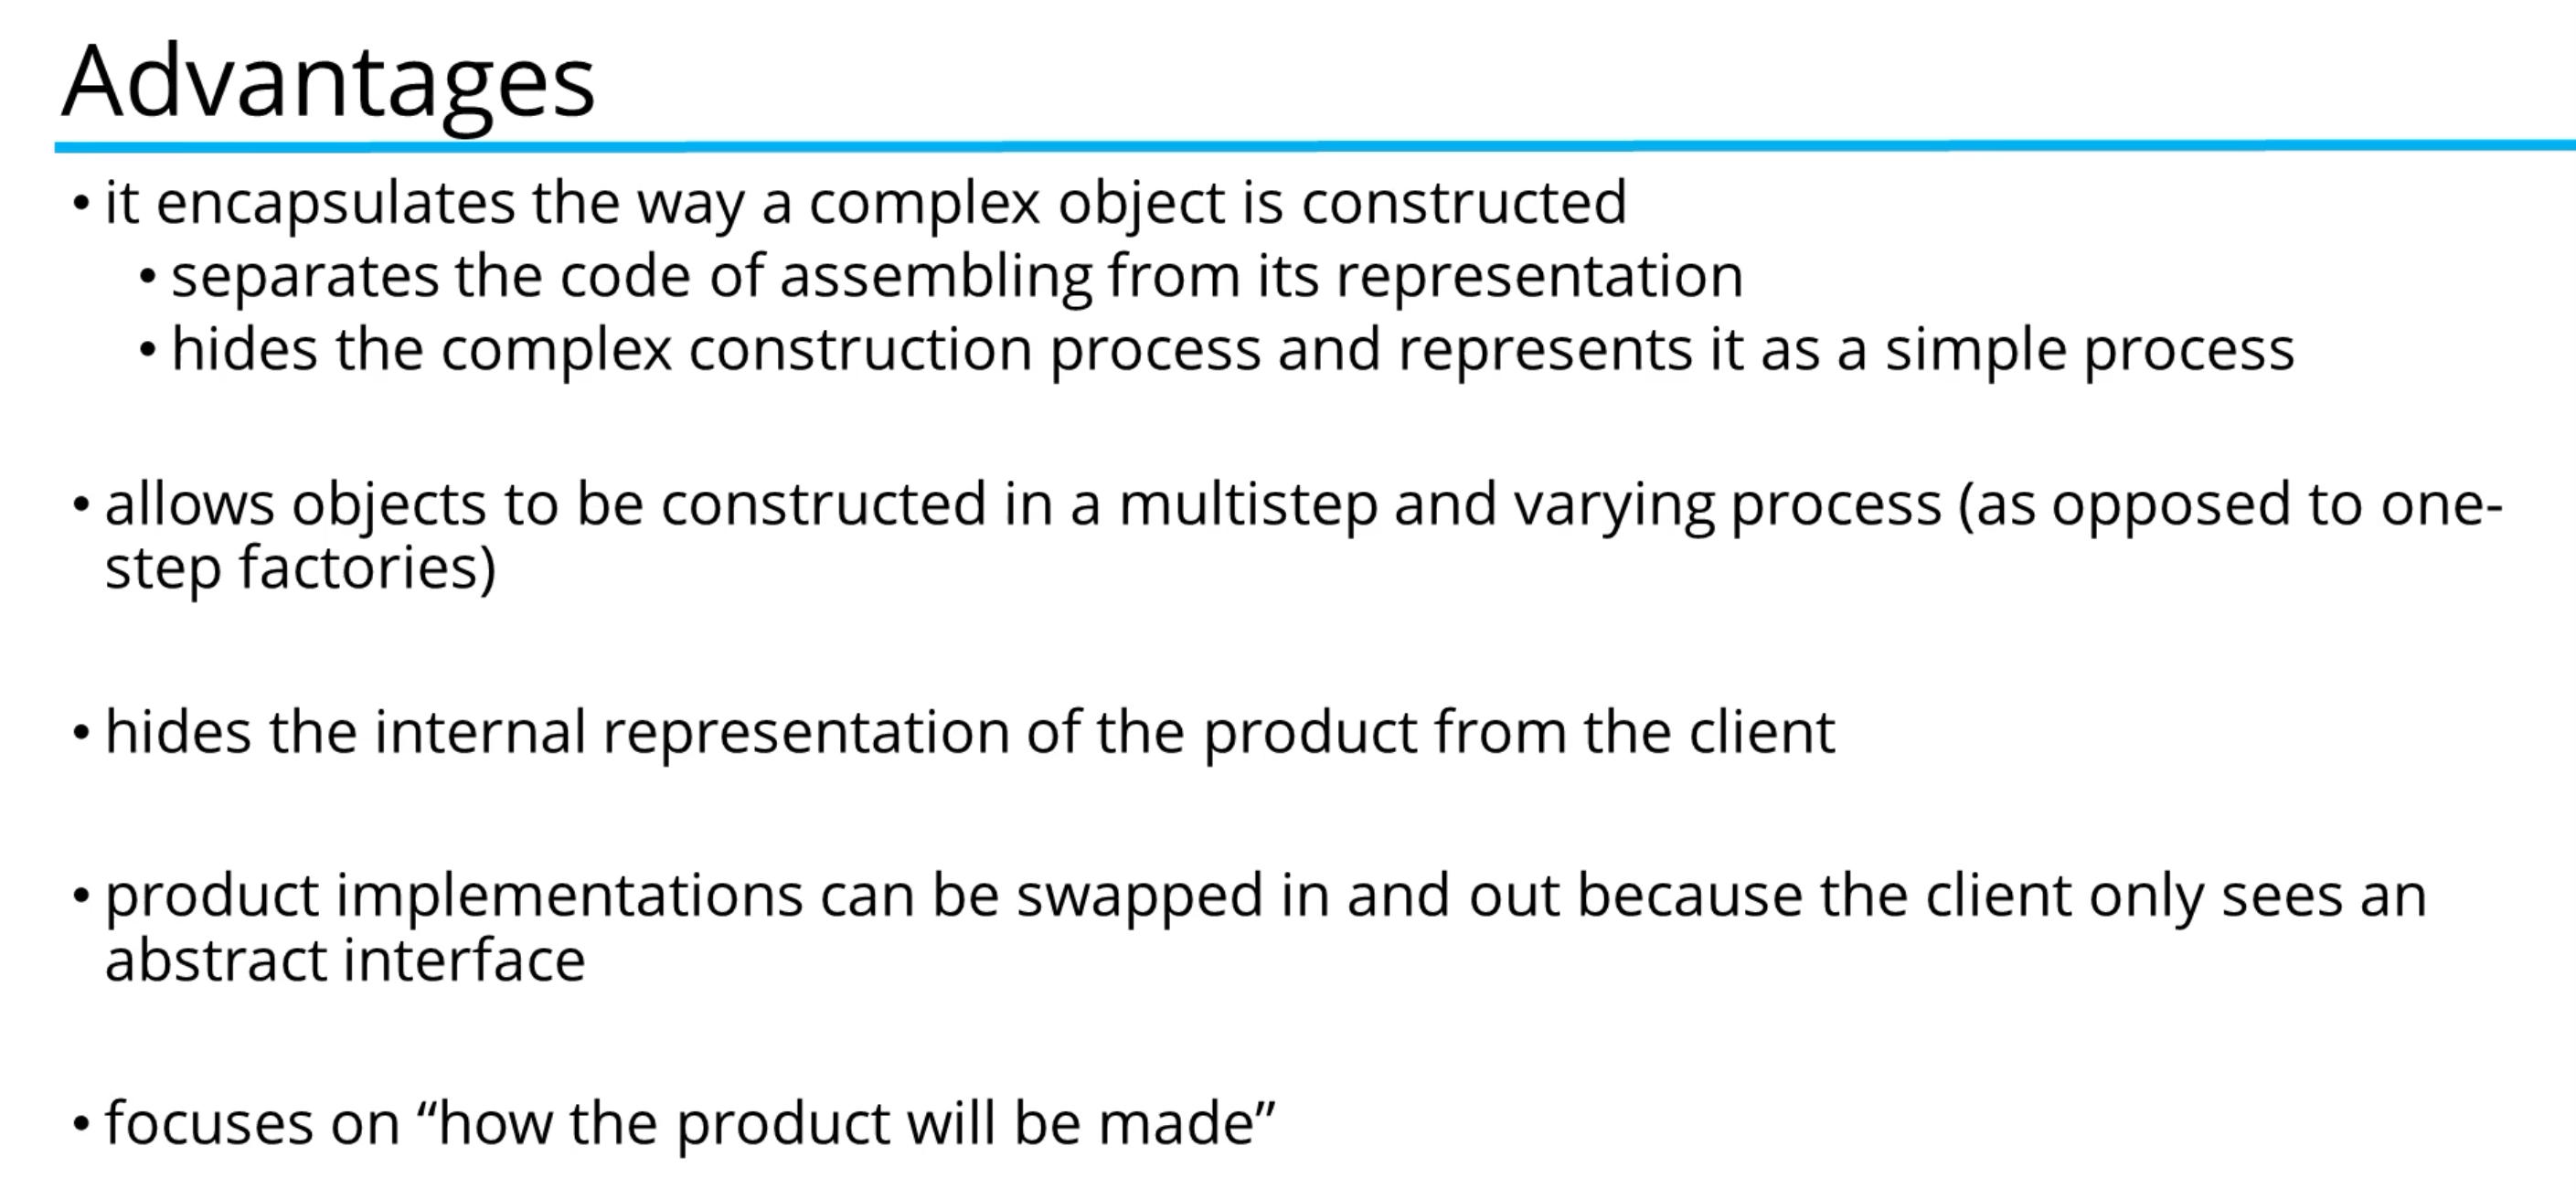 Advantages
• it encapsulates the way a complex object is constructed
• separates the code of assembling from its representation
• hides the complex construction process and represents it as a simple process
• allows objects to be constructed in a multistep and varying process (as opposed to one-
step factories)
• hides the internal representation of the product from the client
• product implementations can be swapped in and out because the client only sees an
abstract interface
• focuses on “how the product will be made”